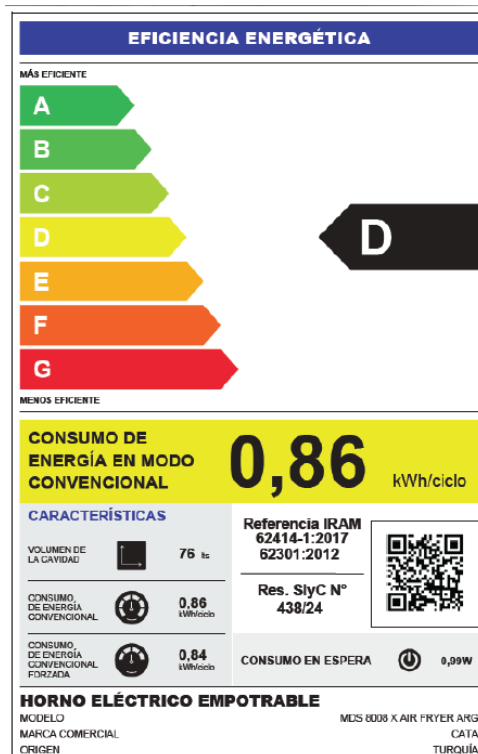 EFICIENCIA ENERGÉTICA
MÁS EFICIENTE
A
B
C
D
D
E
F
G
MENOS EFICIENTE
CONSUMO DE
ENERGÍA EN MODO
CONVENCIONAL
0,86 kWh/ciclo
CARACTERÍSTICAS
VOLUMEN DE
LA CAVIDAD
76 lts
CONSUMO,
DE ENERGÍA
CONVENCIONAL
0,86
kWh/ciclo
CONSUMO,
DE ENERGÍA
CONVENCIONAL
FORZADA
0,84
kWh/ciclo
Referencia IRAM
62414-1:2017
62301:2012
Res. SIyC N°
438/24
CONSUMO EN ESPERA 0,99W
HORNO ELÉCTRICO EMPOTRABLE
MODELO MDS 8008 X AIR FRYER ARG
MARCA COMERCIAL CATA
ORIGEN TURQUÍA